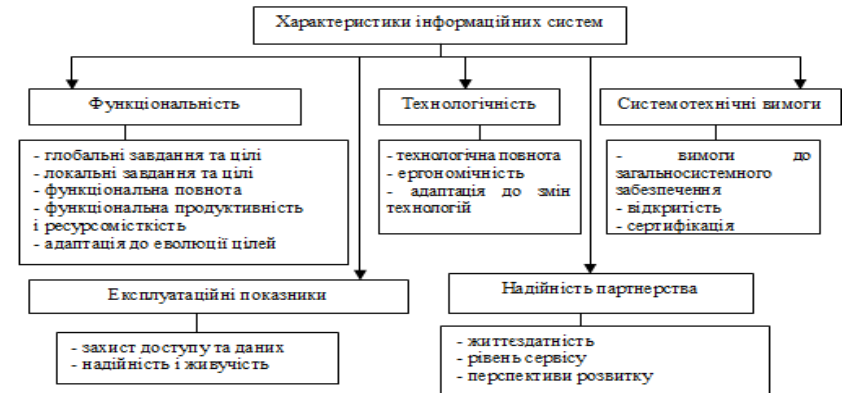 Характеристики інформаційних систем
Функціональність
Технологічність
Системотехнічні вимоги
- глобальні завдання та цілі
- локальні завдання та цілі
- функціональна повнота
- функціональна продуктивність
і ресурсомісткість
- адаптація до еволюції цілей
- технологічна повнота
- ергономічність
- адаптація до змін
технологій
- вимоги до
загальносистемного
забезпечення
- відкритість
- сертифікація
Експлуатаційні показники
Надійність партнерства
- захист доступу та даних
- надійність і живучість
- життєздатність
- рівень сервісу
- перспективи розвитку